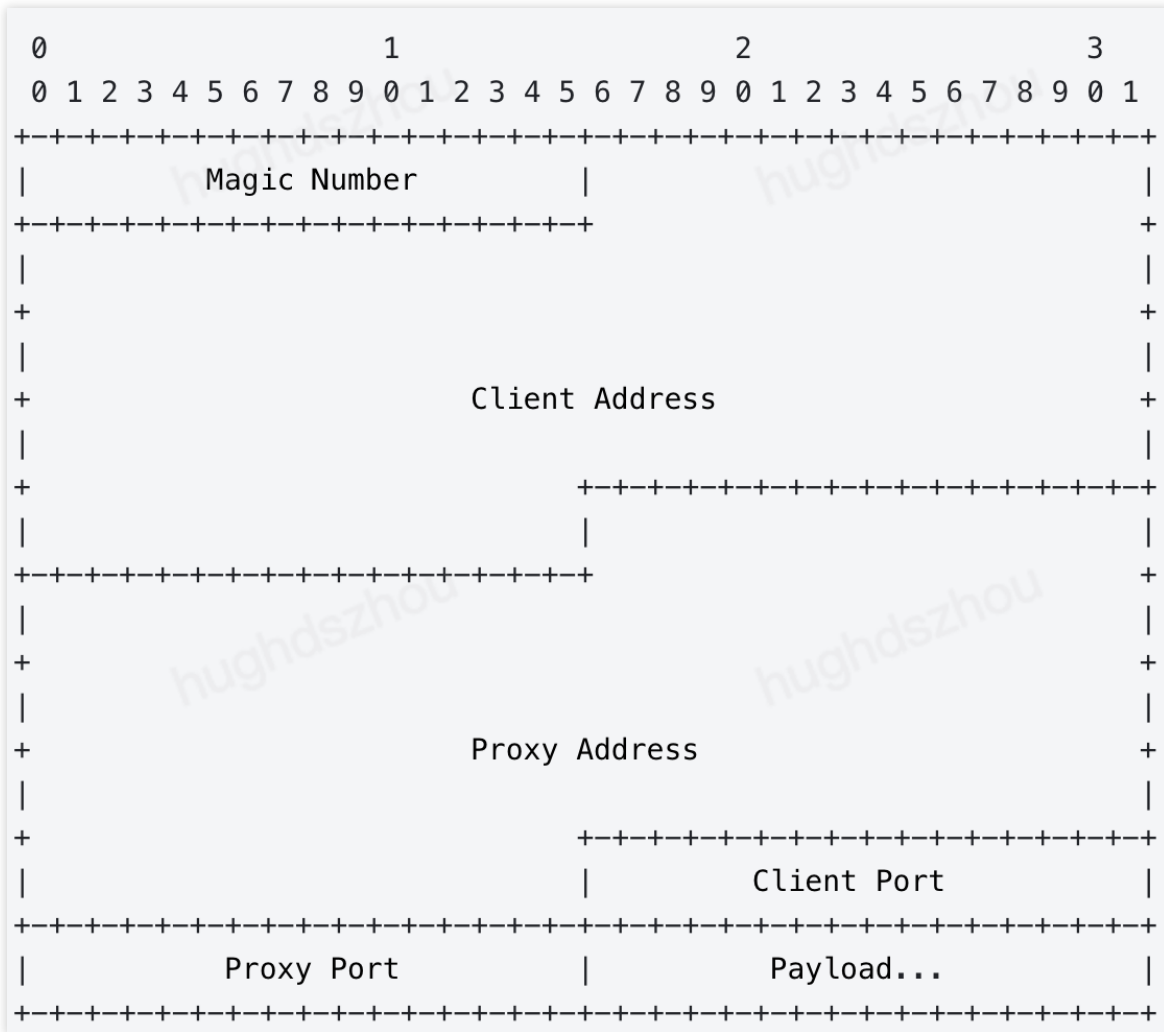 0                   1                   2                   3
0 1 2 3 4 5 6 7 8 9 0 1 2 3 4 5 6 7 8 9 0 1 2 3 4 5 6 7 8 9 0 1
+-+-+-+-+-+-+-+-+-+-+-+-+-+-+-+-+-+-+-+-+-+-+-+-+-+-+-+-+-+-+-+-+
|          Magic Number         |                               |
+-+-+-+-+-+-+-+-+-+-+-+-+-+-+-+-+                               +
|                                                               |
+                                                               +
|                                                               |
+                         Client Address                        +
|                                                               |
+                               +-+-+-+-+-+-+-+-+-+-+-+-+-+-+-+-+
|                               |                               |
+-+-+-+-+-+-+-+-+-+-+-+-+-+-+-+-+                               +
|                                                               |
+                                                               +
|                                                               |
+                         Proxy Address                         +
|                                                               |
+                               +-+-+-+-+-+-+-+-+-+-+-+-+-+-+-+-+
|                               |         Client Port           |
+-+-+-+-+-+-+-+-+-+-+-+-+-+-+-+-+-+-+-+-+-+-+-+-+-+-+-+-+-+-+-+-+
|           Proxy Port          |          Payload...           |
+-+-+-+-+-+-+-+-+-+-+-+-+-+-+-+-+-+-+-+-+-+-+-+-+-+-+-+-+-+-+-+-+
hughdszhou
hughdszhou
hughdszhou
hughdszhou